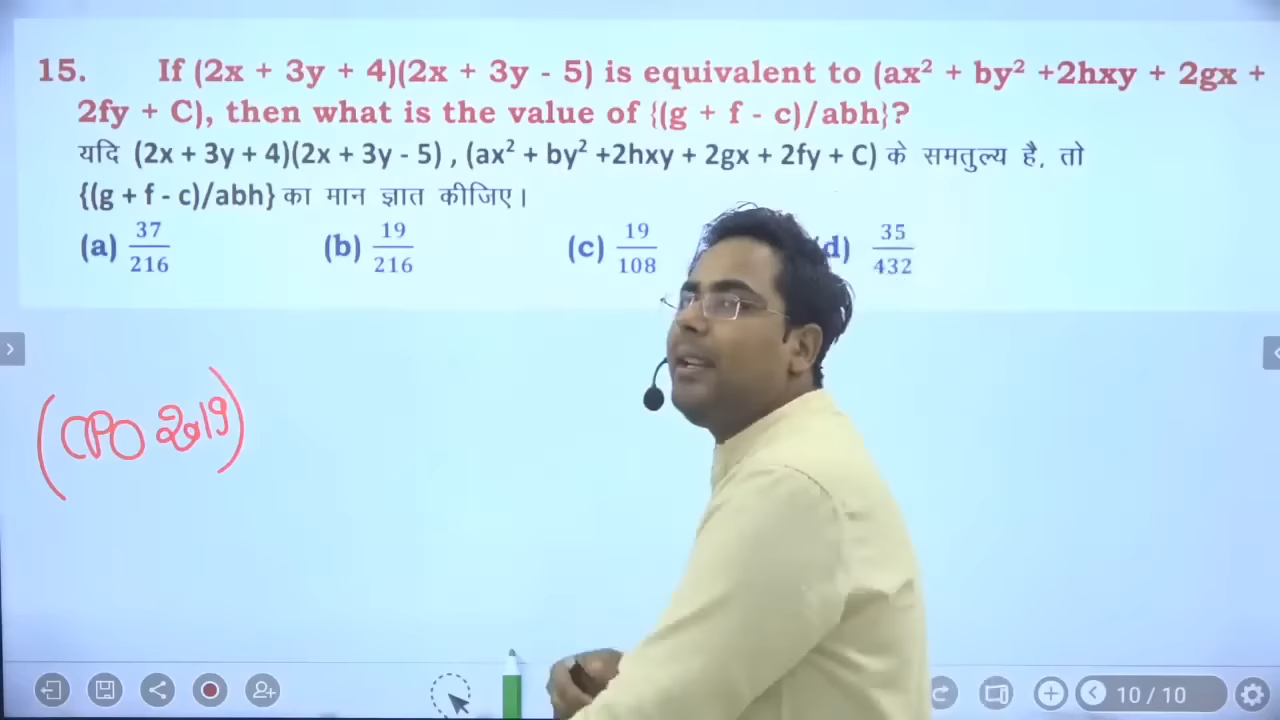 15. If (2x + 3y + 4)(2x + 3y - 5) is equivalent to (ax² + by² +2hxy + 2gx +
2fy + C), then what is the value of {(g + f - c)/abh}?
यदि (2x + 3y + 4)(2x + 3y - 5) , (ax² + by² +2hxy + 2gx + 2fy + C) के समतुल्य है, तो
{(g + f - c)/abh} का मान ज्ञात कीजिए।
(a) 37/216 (b) 19/216 (c) 19/108 d) 35/432
(CPO 2019)
10 / 10